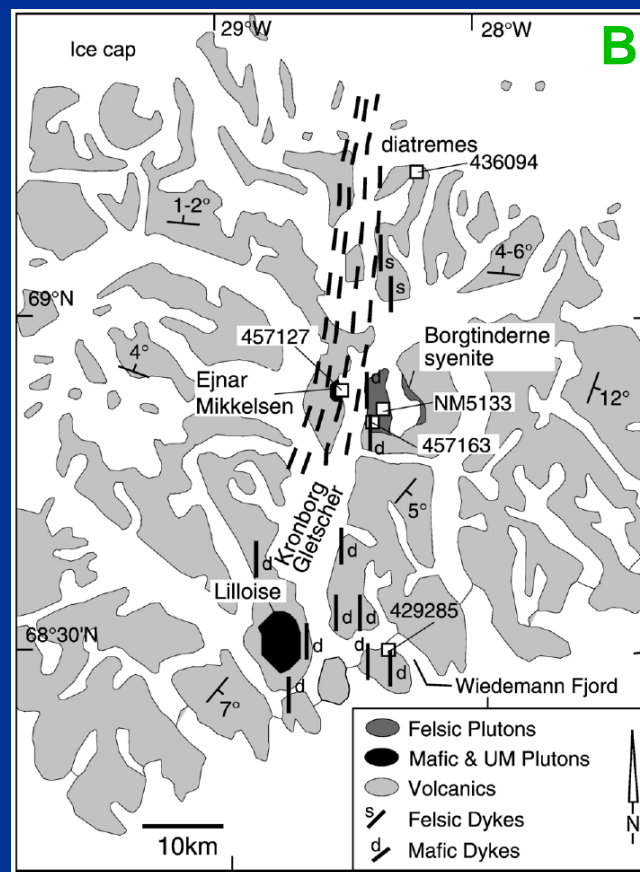 29°W
28°W
B
Ice cap
diatremes
436094
1-2°
s
4-6°
s
69°N
457127
Borgtinderne
syenite
4°
Ejnar
Mikkelsen
d
NM5133
12°
457163
d
5°
Kronborg
Gletscher
d
d
Lilloise
d
d
429285
68°30'N
d
d
d
Wiedemann Fjord
d
7°
Felsic Plutons
Mafic & UM Plutons
Volcanics
s Felsic Dykes
d Mafic Dykes
N
10km